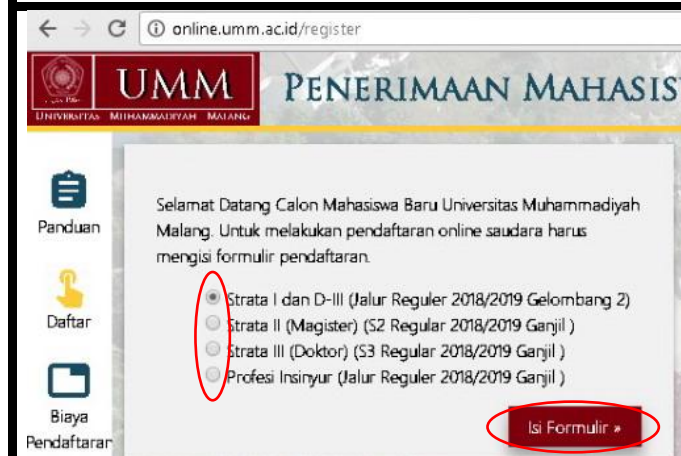 online.umm.ac.id/register
UMM PENERIMAAN MAHASIS
UNIVERSITAS MUHAMMADIYAH MALANG
Selamat Datang Calon Mahasiswa Baru Universitas Muhammadiyah
Malang. Untuk melakukan pendaftaran online saudara harus
mengisi formulir pendaftaran.
Panduan
Strata I dan D-III (Jalur Reguler 2018/2019 Gelombang 2)
Strata II (Magister) (S2 Regular 2018/2019 Ganjil )
Strata III (Doktor) (S3 Regular 2018/2019 Ganjil )
Profesi Insinyur (Jalur Reguler 2018/2019 Ganjil )
Daftar
Isi Formulir »
Biaya
Pendaftaran